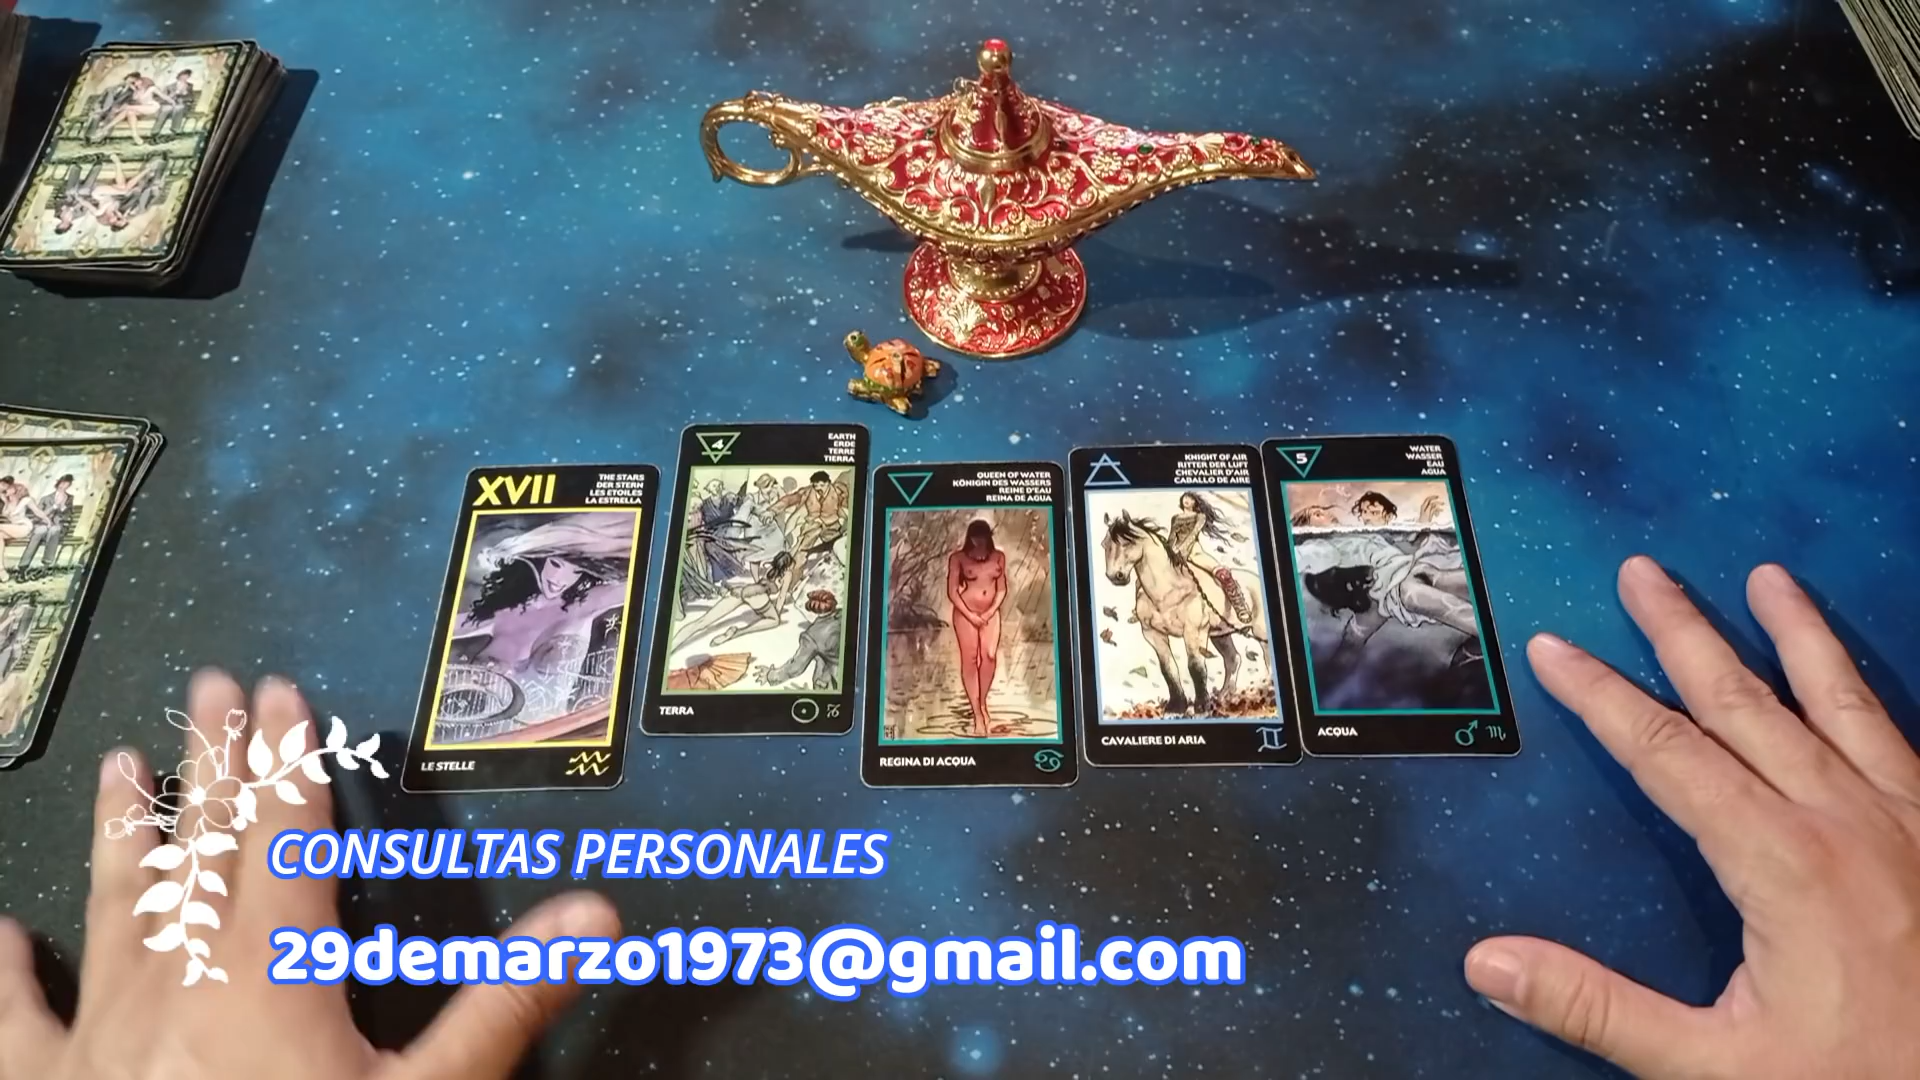 XVII
THE STARS
DER STERN
LES ETOILES
LA ESTRELLA
LE STELLE
4
EARTH
ERDE
TERRE
TIERRA
TERRA
QUEEN OF WATER
KÖNIGIN DES WASSERS
REINE D'EAU
REINA DE AGUA
REGINA DI ACQUA
KNIGHT OF AIR
RITTER DER LUFT
CHEVALIER D'AIR
CABALLO DE AIRE
CAVALIERE DI ARIA
5
WATER
WASSER
EAU
AGUA
ACQUA
CONSULTAS PERSONALES
29demarzo1973@gmail.com